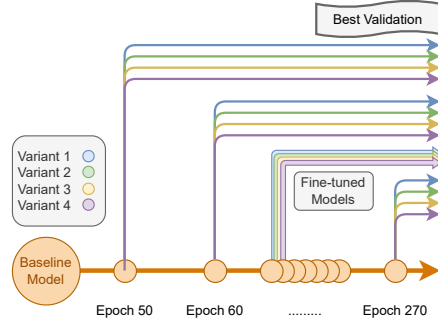 Best Validation
Variant 1
Variant 2
Variant 3
Variant 4
Fine-tuned
Models
Baseline
Model
Epoch 50
Epoch 60
.........
Epoch 270